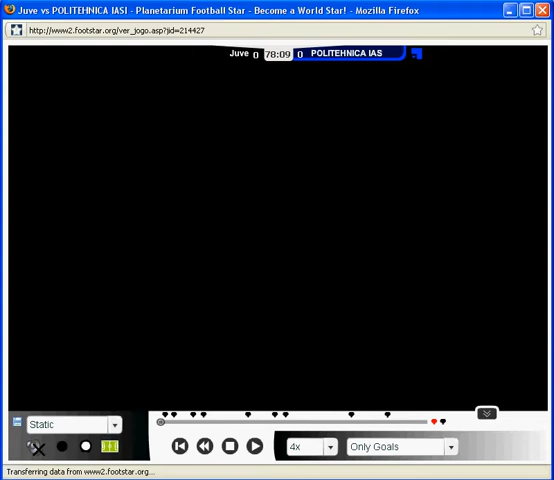 Juve vs POLITEHNICA IASI - Planetarium Football Star - Become a World Star! - Mozilla Firefox
http://www2.footstar.org/ver_jogo.asp?jid=214427
Juve 0 78:09 0 POLITEHNICA IAS
Static
4x
Only Goals
Transferring data from www2.footstar.org...